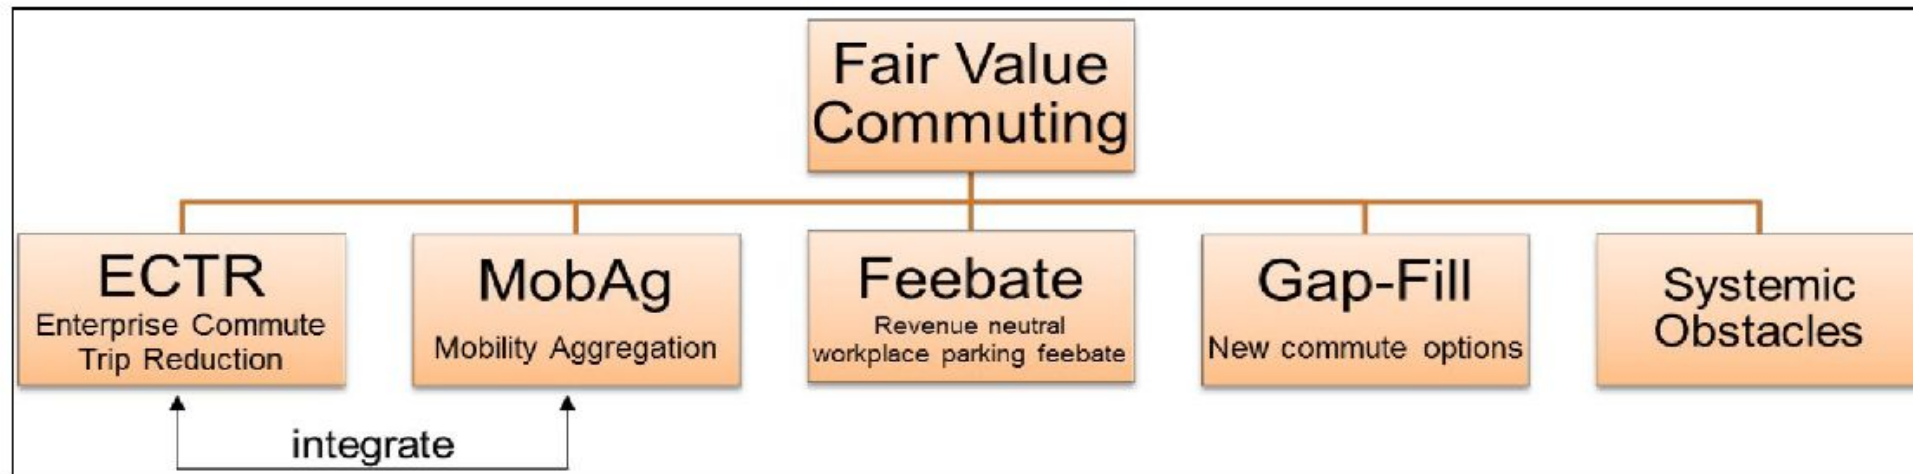 Fair Value
Commuting
ECTR
Enterprise Commute
Trip Reduction
MobAg
Mobility Aggregation
Feebate
Revenue neutral
workplace parking feebate
Gap-Fill
New commute options
Systemic
Obstacles
integrate